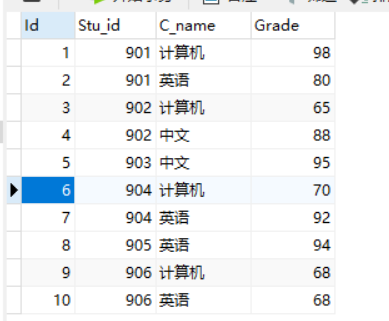 Id Stu_id C_name Grade
1 901 计算机 98
2 901 英语 80
3 902 计算机 65
4 902 中文 88
5 903 中文 95
6 904 计算机 70
7 904 英语 92
8 905 英语 94
9 906 计算机 68
10 906 英语 68